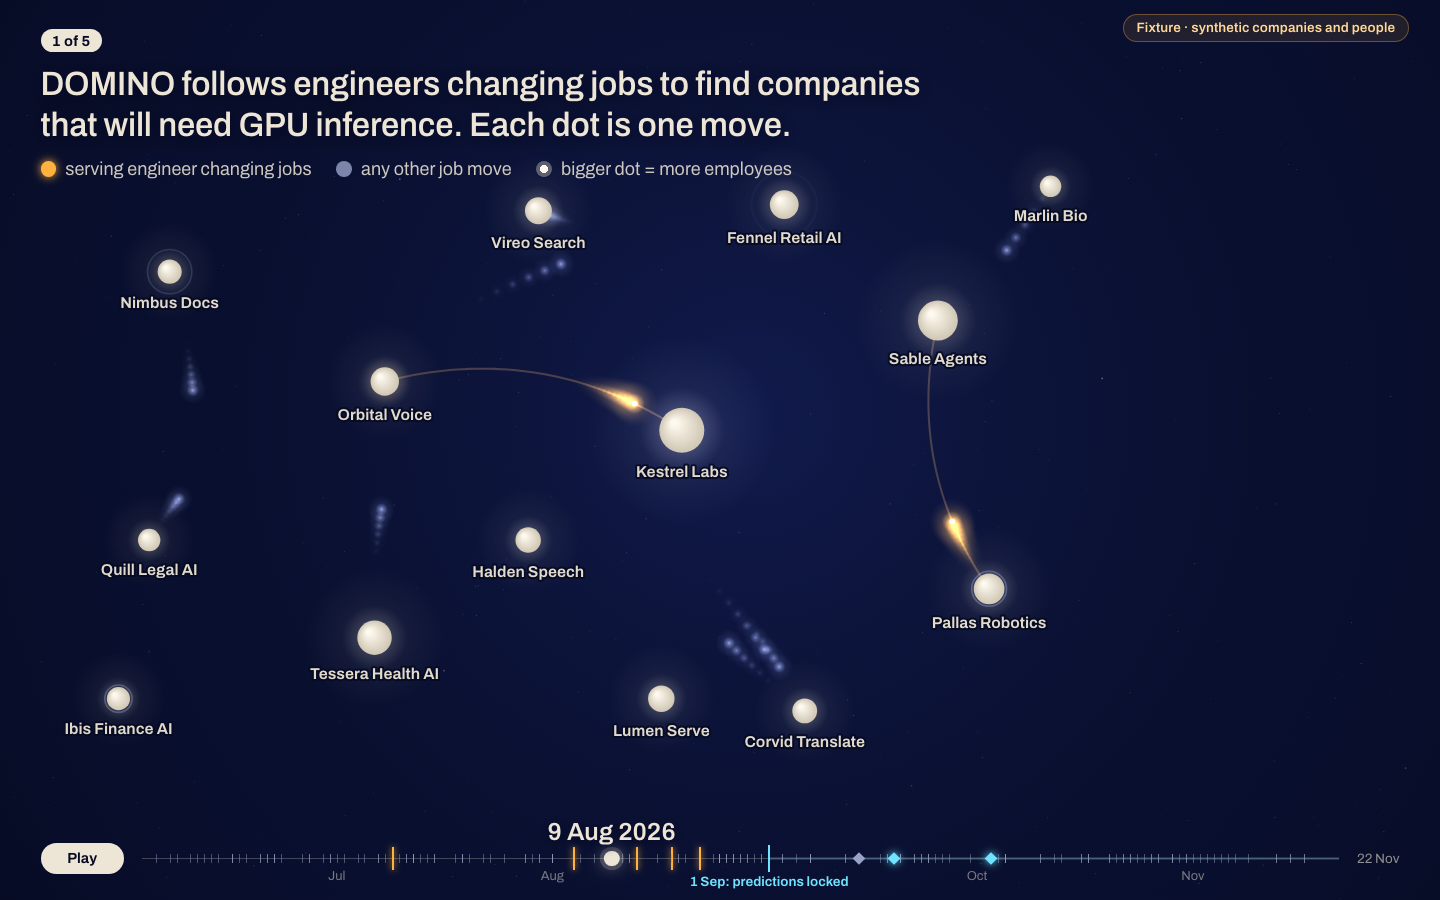 1 of 5
Fixture · synthetic companies and people
DOMINO follows engineers changing jobs to find companies
that will need GPU inference. Each dot is one move.
serving engineer changing jobs
any other job move
bigger dot = more employees
Marlin Bio
Vireo Search
Fennel Retail AI
Nimbus Docs
Sable Agents
Orbital Voice
Kestrel Labs
Quill Legal AI
Halden Speech
Pallas Robotics
Tessera Health AI
Ibis Finance AI
Lumen Serve
Corvid Translate
9 Aug 2026
Play
22 Nov
Jul
Aug
1 Sep: predictions locked
Oct
Nov